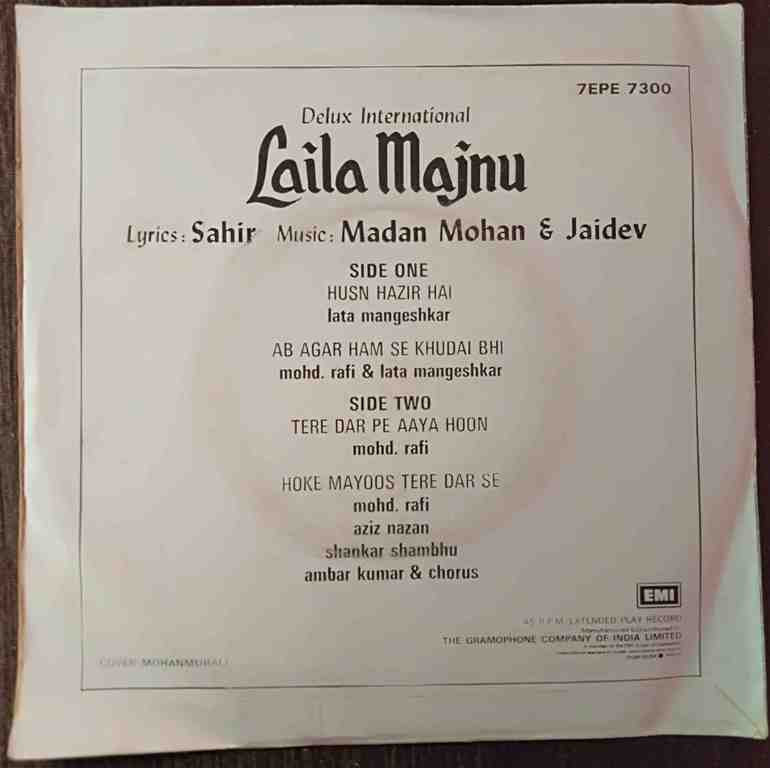 7EPE 7300
Delux International
Laila Majnu
Lyrics: Sahir Music: Madan Mohan & Jaidev
SIDE ONE
HUSN HAZIR HAI
lata mangeshkar
AB AGAR HAM SE KHUDAI BHI
mohd. rafi & lata mangeshkar
SIDE TWO
TERE DAR PE AAYA HOON
mohd. rafi
HOKE MAYOOS TERE DAR SE
mohd. rafi
aziz nazan
shankar shambhu
ambar kumar & chorus
EMI
45 R.P.M. EXTENDED PLAY RECORD
THE GRAMOPHONE COMPANY OF INDIA LIMITED
COVER MOHANMURALI